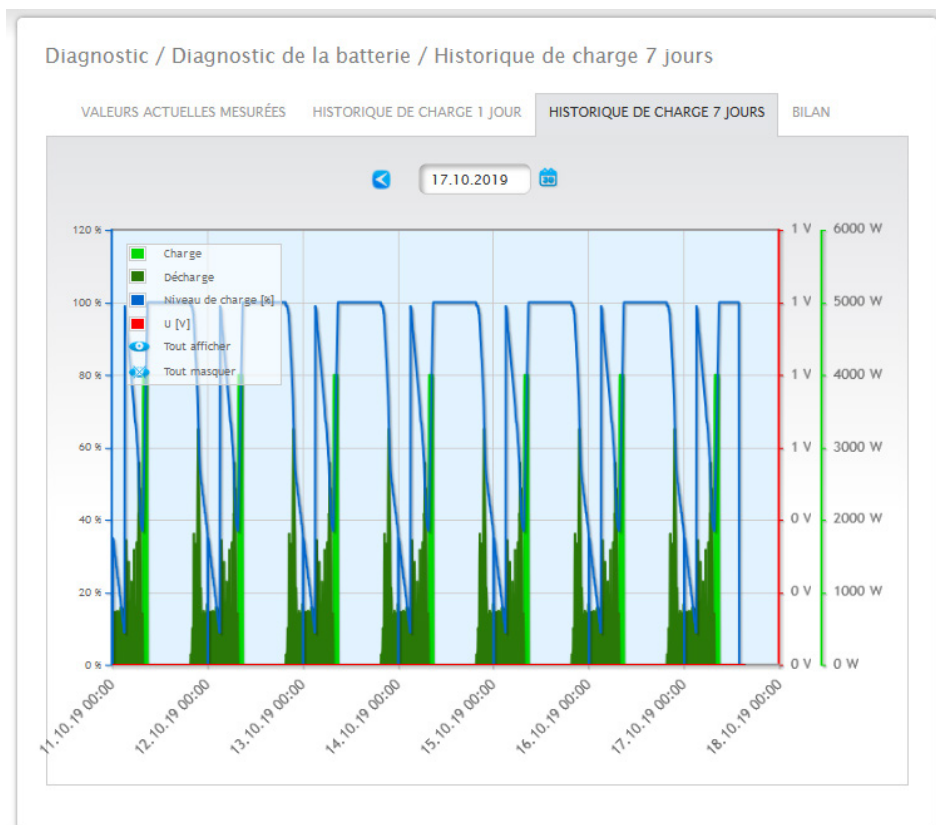 Diagnostic / Diagnostic de la batterie / Historique de charge 7 jours
VALEURS ACTUELLES MESURÉES HISTORIQUE DE CHARGE 1 JOUR HISTORIQUE DE CHARGE 7 JOURS BILAN
17.10.2019
120 % 1 V 6000 W
Charge
Décharge
100 % Niveau de charge [%] 1 V 5000 W
U [V]
Tout afficher
80 % Tout masquer 1 V 4000 W
60 % 1 V 3000 W
40 % 0 V 2000 W
20 % 0 V 1000 W
0 % 0 V 0 W
11.10.19 00:00 12.10.19 00:00 13.10.19 00:00 14.10.19 00:00 15.10.19 00:00 16.10.19 00:00 17.10.19 00:00 18.10.19 00:00